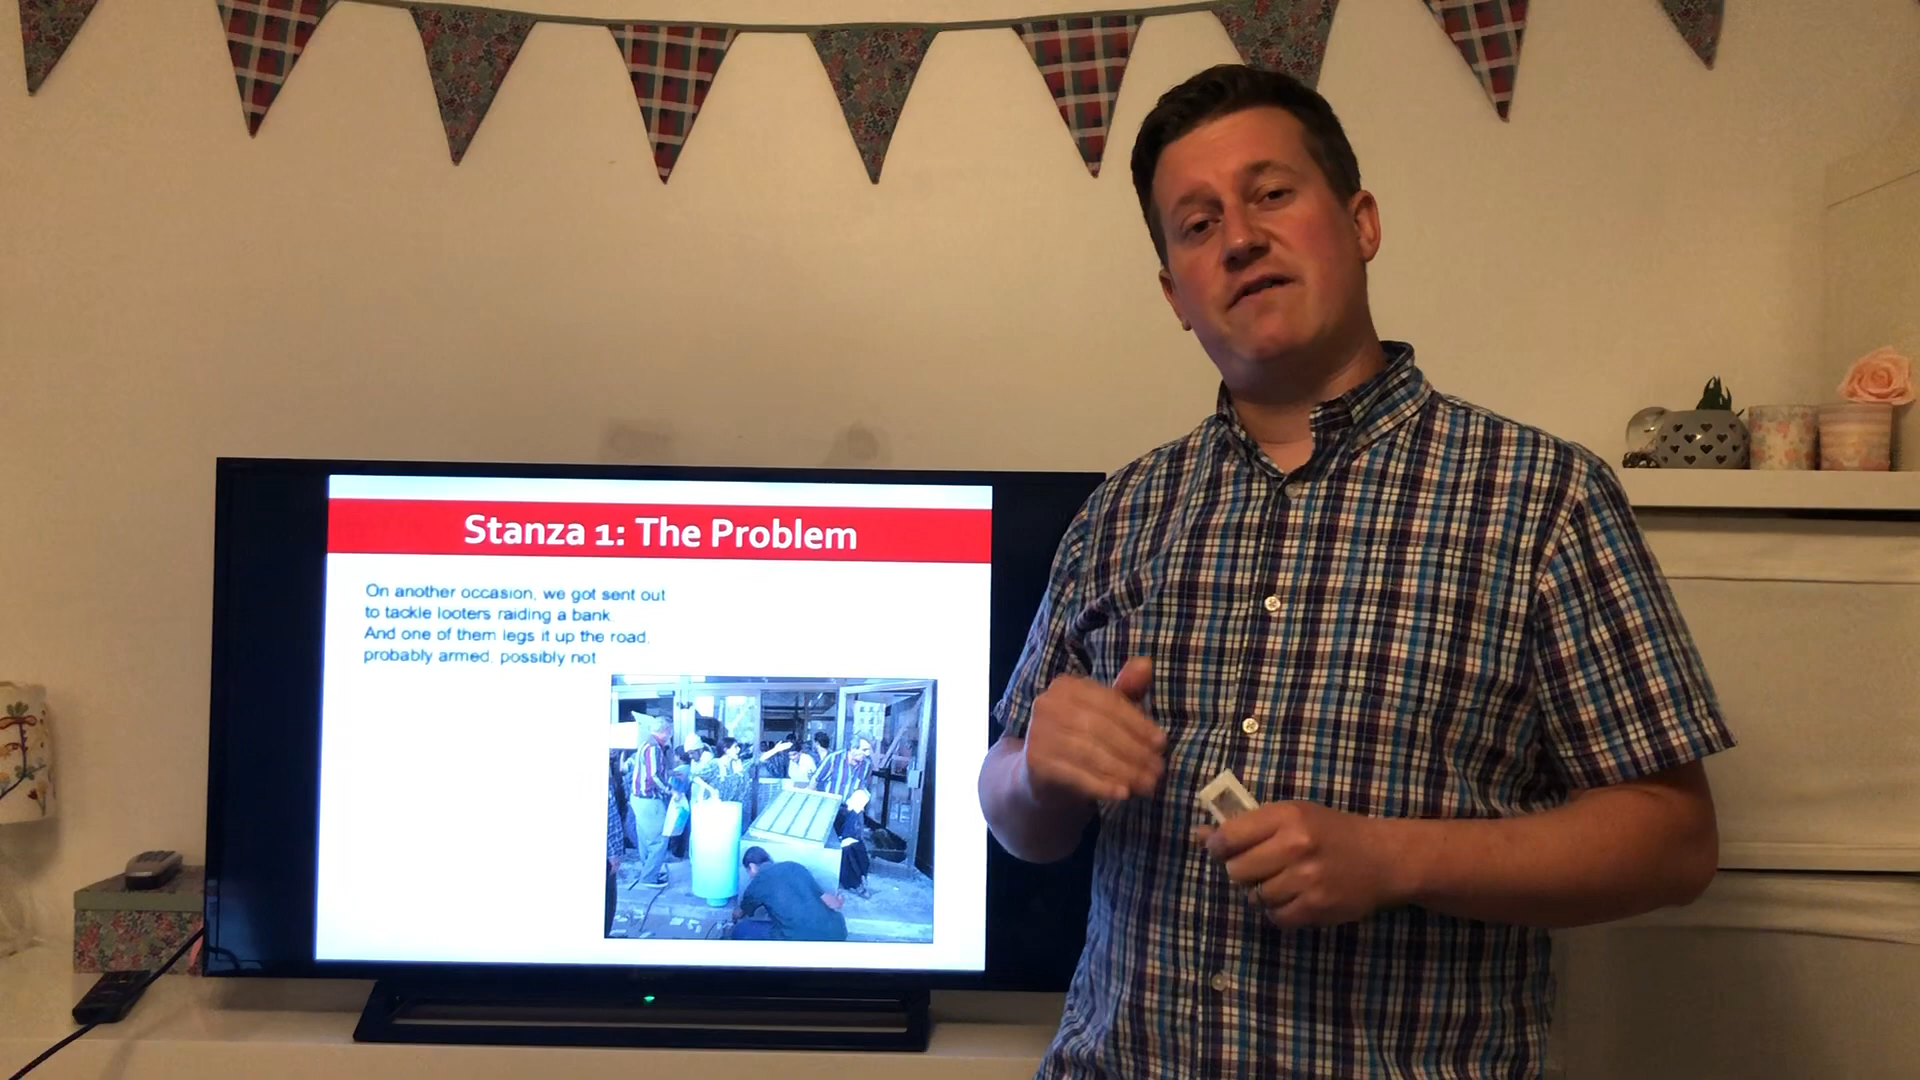 Stanza 1: The Problem
On another occasion, we got sent out
to tackle looters raiding a bank.
And one of them legs it up the road,
probably armed, possibly not